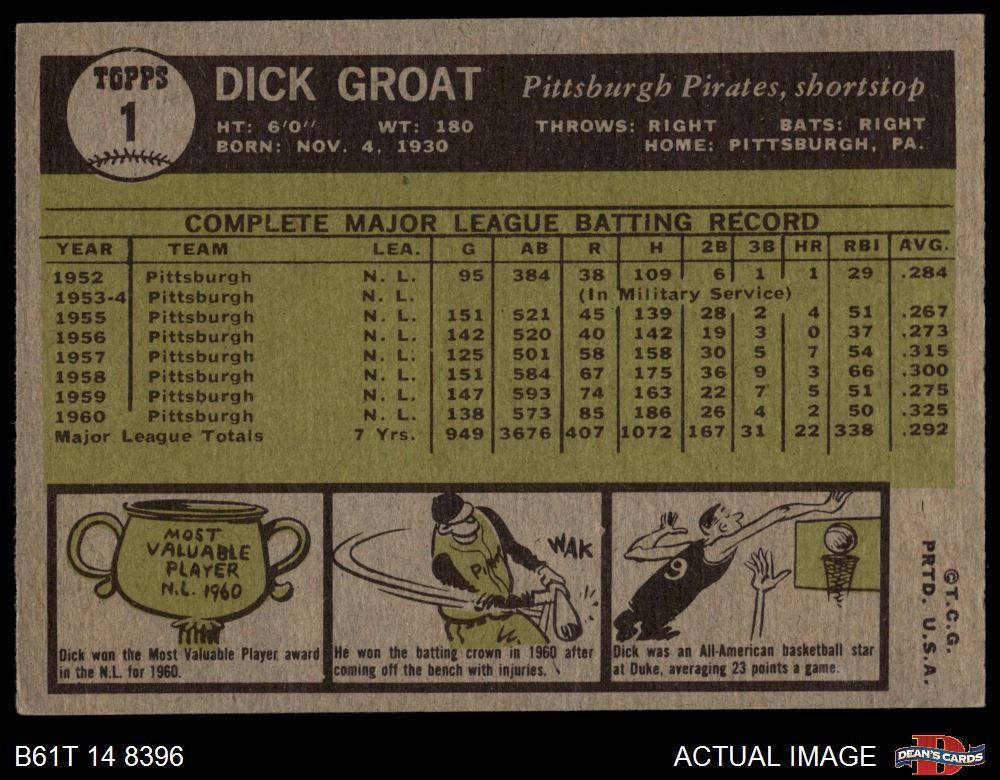 TOPPS
1
DICK GROAT
Pittsburgh Pirates, shortstop
HT: 6'0" WT: 180 THROWS: RIGHT BATS: RIGHT
BORN: NOV. 4, 1930 HOME: PITTSBURGH, PA.
COMPLETE MAJOR LEAGUE BATTING RECORD
YEAR TEAM LEA. G AB R H 2B 3B HR RBI AVG.
1952 Pittsburgh N. L. 95 384 38 109 6 1 1 29 .284
1953-4 Pittsburgh N. L. (In Military Service)
1955 Pittsburgh N. L. 151 521 45 139 28 2 4 51 .267
1956 Pittsburgh N. L. 142 520 40 142 19 3 0 37 .273
1957 Pittsburgh N. L. 125 501 58 158 30 5 7 54 .315
1958 Pittsburgh N. L. 151 584 67 175 36 9 3 66 .300
1959 Pittsburgh N. L. 147 593 74 163 22 7 5 51 .275
1960 Pittsburgh N. L. 138 573 85 186 26 4 2 50 .325
Major League Totals 7 Yrs. 949 3676 407 1072 167 31 22 338 .292
MOST
VALUABLE
PLAYER
N.L. 1960
Dick won the Most Valuable Player award
in the N.L. for 1960.
WAK
He won the batting crown in 1960 after
coming off the bench with injuries.
9
Dick was an All-American basketball star
at Duke, averaging 23 points a game.
©T.C.G.
PRTD. U.S.A.
B61T 14 8396
ACTUAL IMAGE
DEAN'S CARDS